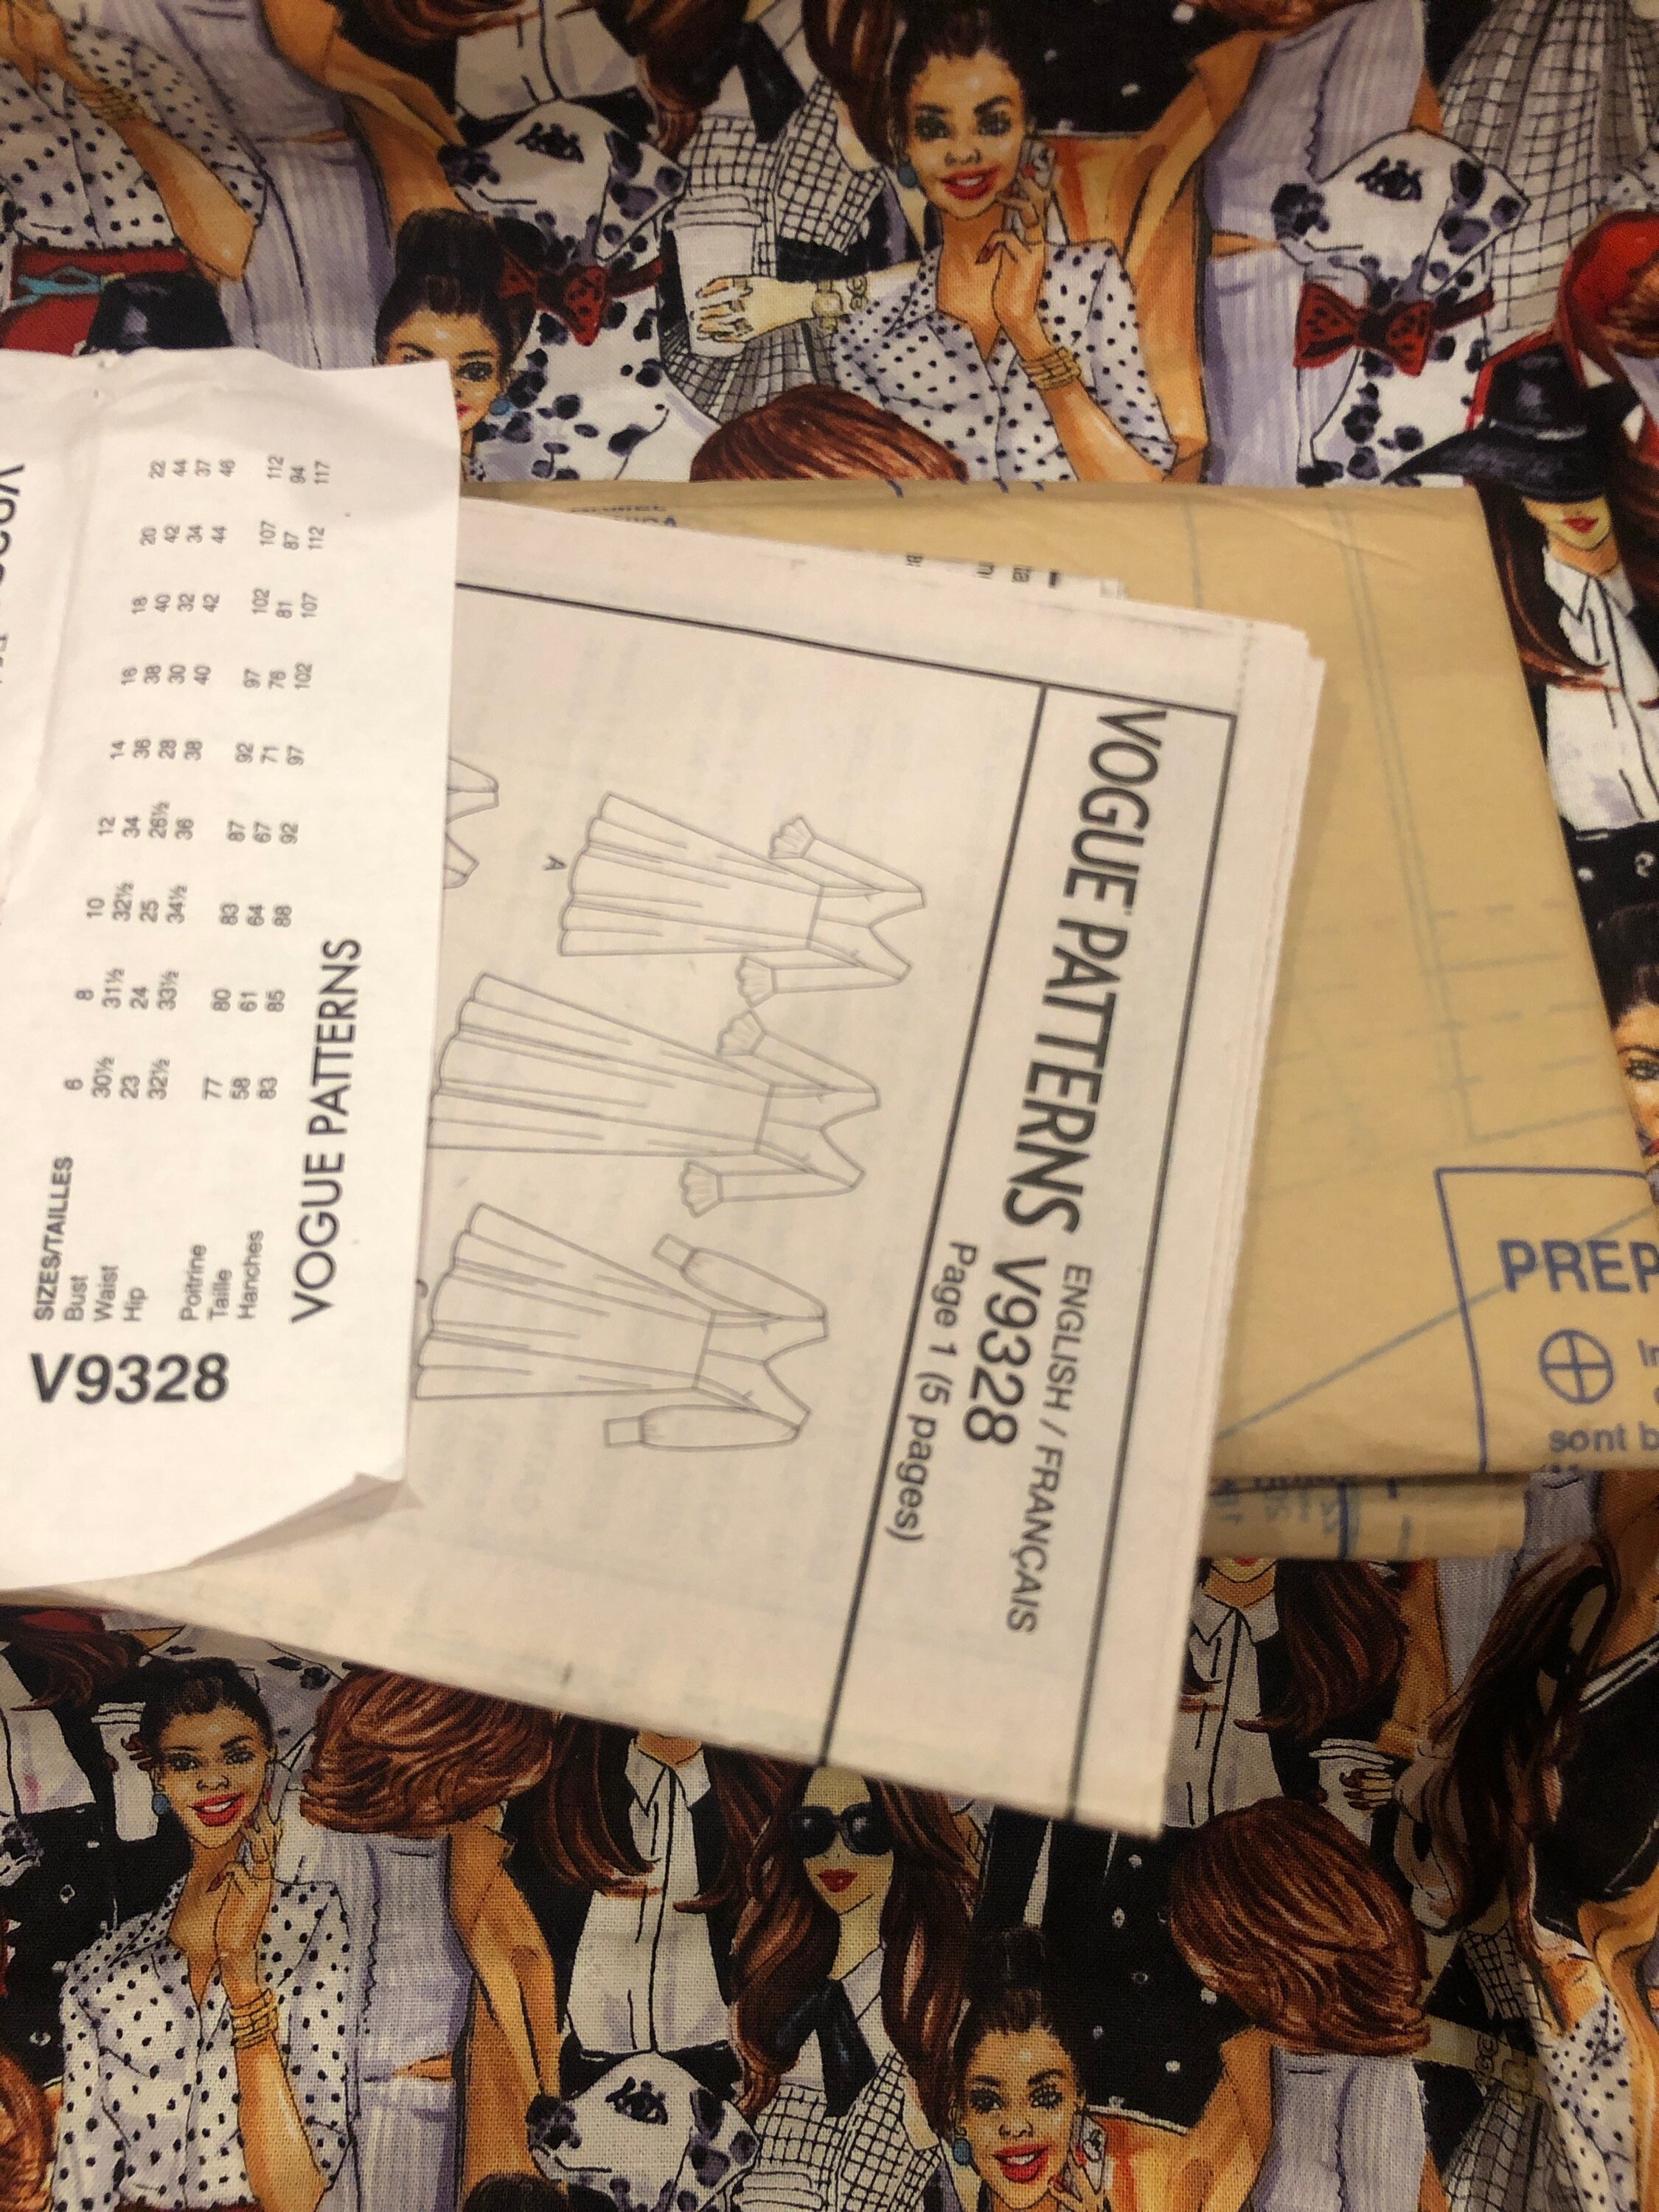 V9328
SIZES/TAILLES 6 8 10 12 14 16 18 20 22
Bust 30½ 31½ 32½ 34 36 38 40 42 44
Waist 23 24 25 26½ 28 30 32 34 37
Hip 32½ 33½ 34½ 36 38 40 42 44 46
Poitrine 77 80 83 87 92 97 102 107 112
Taille 58 61 64 67 71 76 81 87 94
Hanches 83 85 88 92 97 102 107 112 117
VOGUE PATTERNS
VOGUE PATTERNS
ENGLISH / FRANÇAIS
V9328
Page 1 (5 pages)
A
PREP
sont b